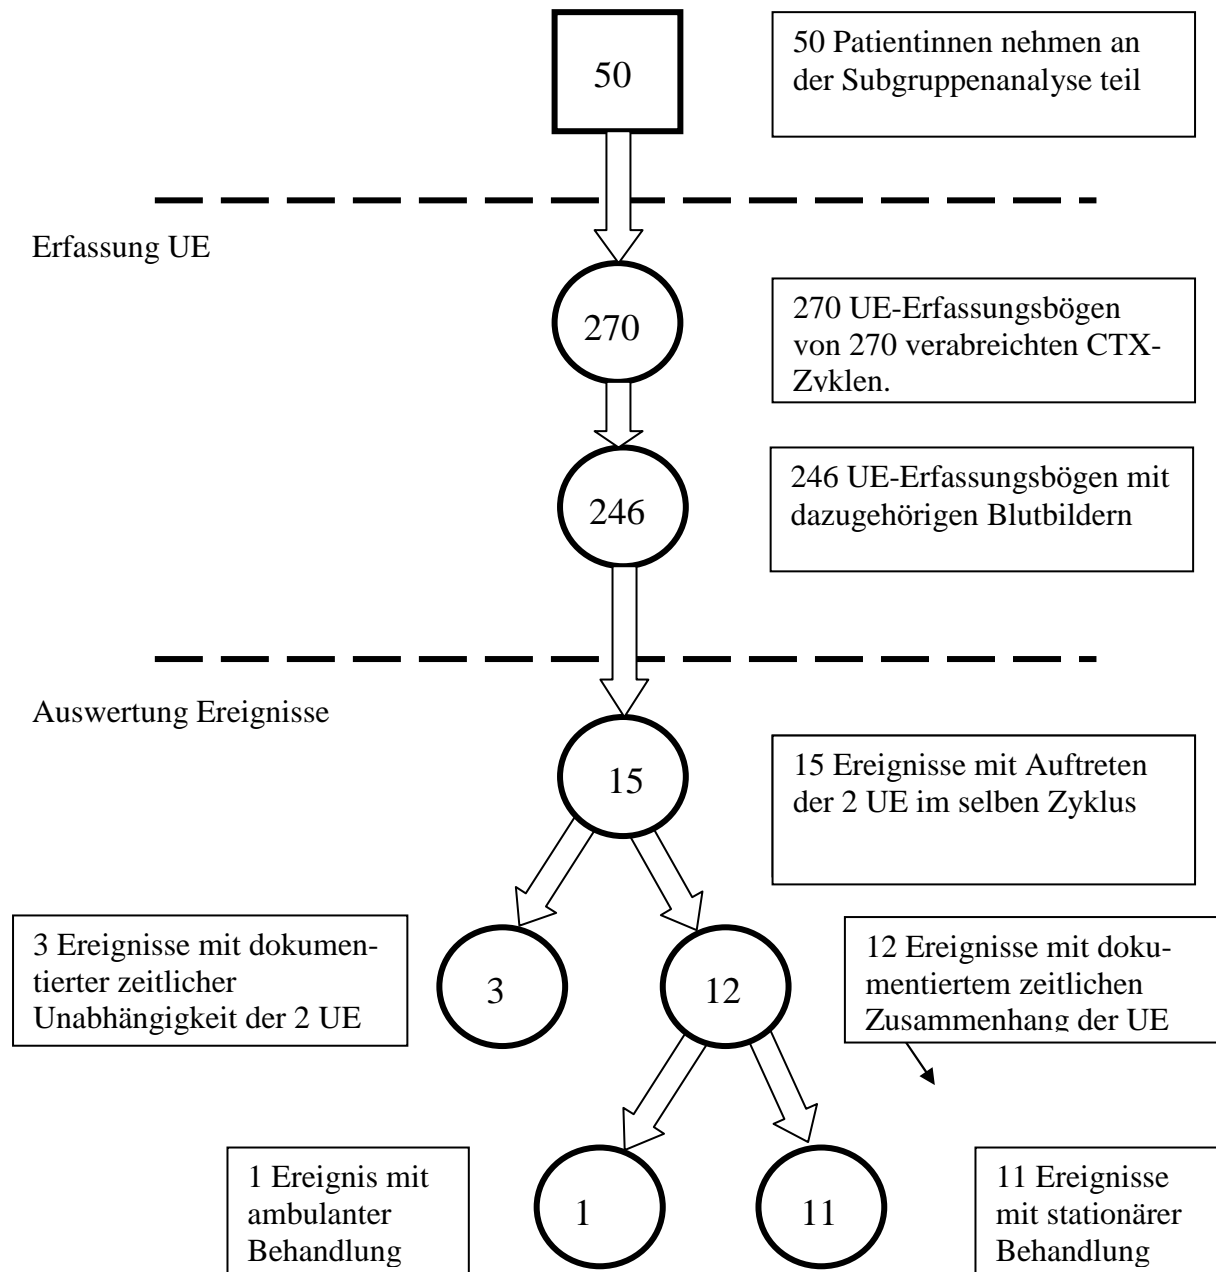 50
50 Patientinnen nehmen an
der Subgruppenanalyse teil
Erfassung UE
270
270 UE-Erfassungsbögen
von 270 verabreichten CTX-
Zyklen.
246
246 UE-Erfassungsbögen mit
dazugehörigen Blutbildern
Auswertung Ereignisse
15
15 Ereignisse mit Auftreten
der 2 UE im selben Zyklus
3 Ereignisse mit dokumen-
tierter zeitlicher
Unabhängigkeit der 2 UE
3
12
12 Ereignisse mit doku-
mentiertem zeitlichen
Zusammenhang der UE
1 Ereignis mit
ambulanter
Behandlung
1
11
11 Ereignisse
mit stationärer
Behandlung